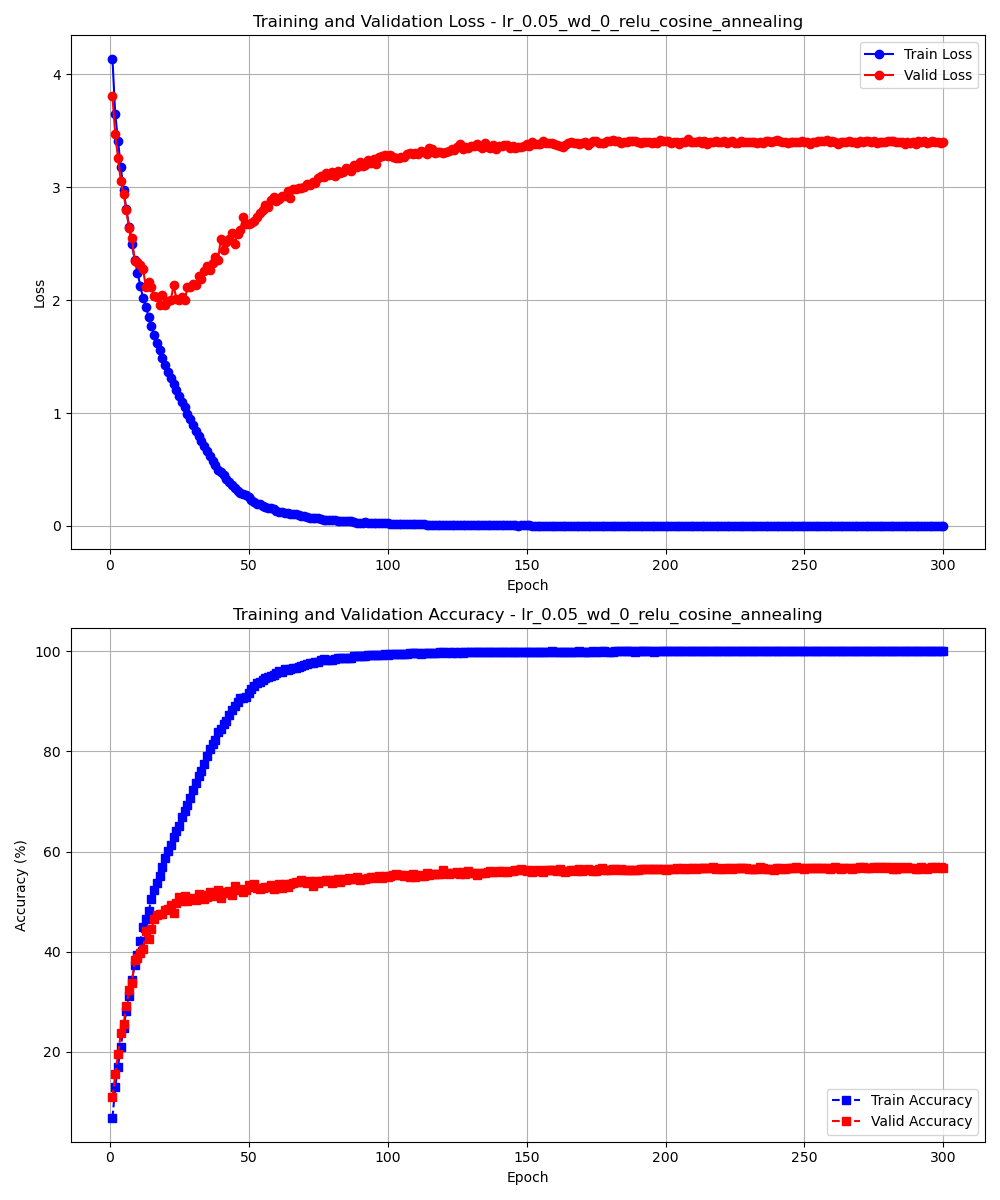 Training and Validation Loss - lr_0.05_wd_0_relu_cosine_annealing
Train Loss
Valid Loss
4
3
2
1
0
Loss
0 50 100 150 200 250 300
Epoch
Training and Validation Accuracy - lr_0.05_wd_0_relu_cosine_annealing
100
80
60
40
20
Accuracy (%)
Train Accuracy
Valid Accuracy
0 50 100 150 200 250 300
Epoch